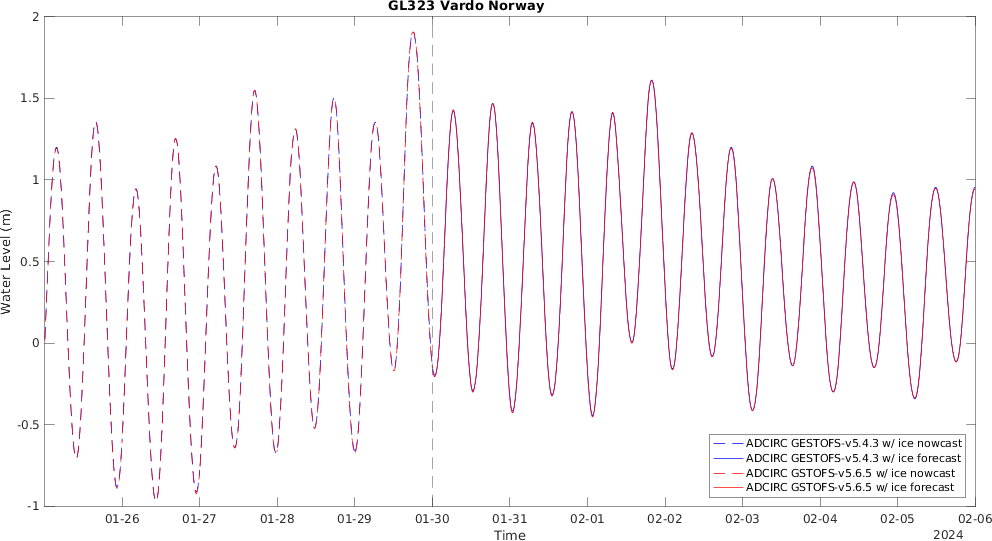 GL323 Vardo Norway
2
1.5
1
0.5
0
-0.5
-1
Water Level (m)
ADCIRC GESTOFS-v5.4.3 w/ ice nowcast
ADCIRC GESTOFS-v5.4.3 w/ ice forecast
ADCIRC GSTOFS-v5.6.5 w/ ice nowcast
ADCIRC GSTOFS-v5.6.5 w/ ice forecast
01-26 01-27 01-28 01-29 01-30 01-31 02-01 02-02 02-03 02-04 02-05 02-06
Time
2024